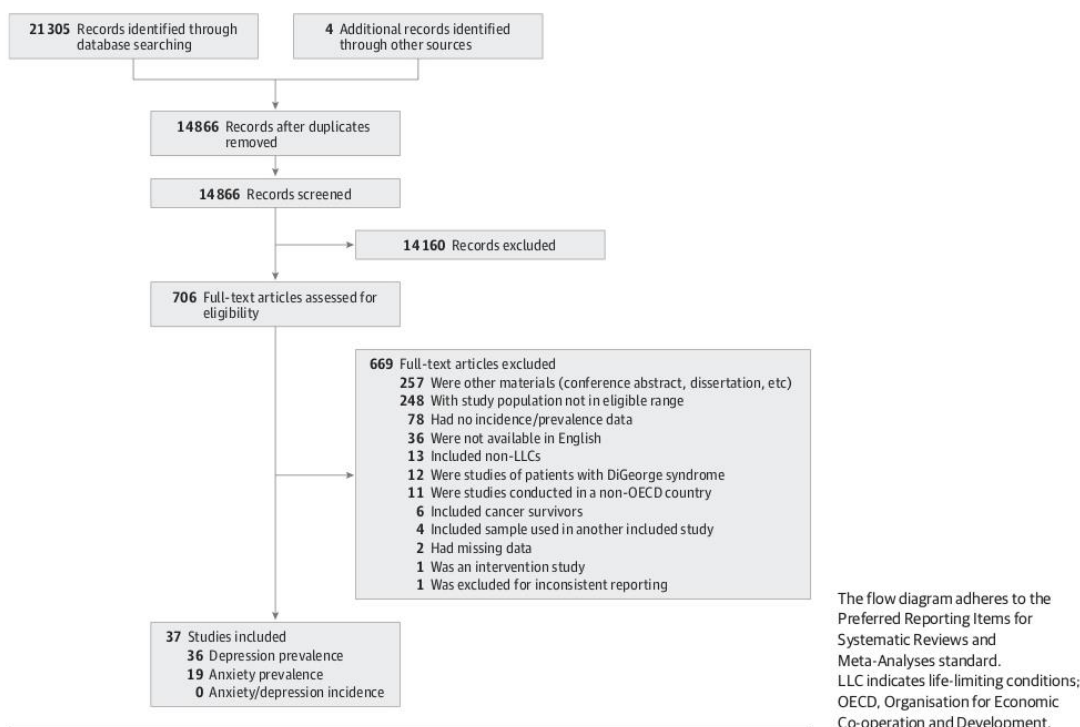 21305 Records identified through
database searching
4 Additional records identified
through other sources
14866 Records after duplicates
removed
14866 Records screened
14160 Records excluded
706 Full-text articles assessed for
eligibility
669 Full-text articles excluded
257 Were other materials (conference abstract, dissertation, etc)
248 With study population not in eligible range
78 Had no incidence/prevalence data
36 Were not available in English
13 Included non-LLCs
12 Were studies of patients with DiGeorge syndrome
11 Were studies conducted in a non-OECD country
6 Included cancer survivors
4 Included sample used in another included study
2 Had missing data
1 Was an intervention study
1 Was excluded for inconsistent reporting
37 Studies included
36 Depression prevalence
19 Anxiety prevalence
0 Anxiety/depression incidence
The flow diagram adheres to the
Preferred Reporting Items for
Systematic Reviews and
Meta-Analyses standard.
LLC indicates life-limiting conditions;
OECD, Organisation for Economic
Co-operation and Development.